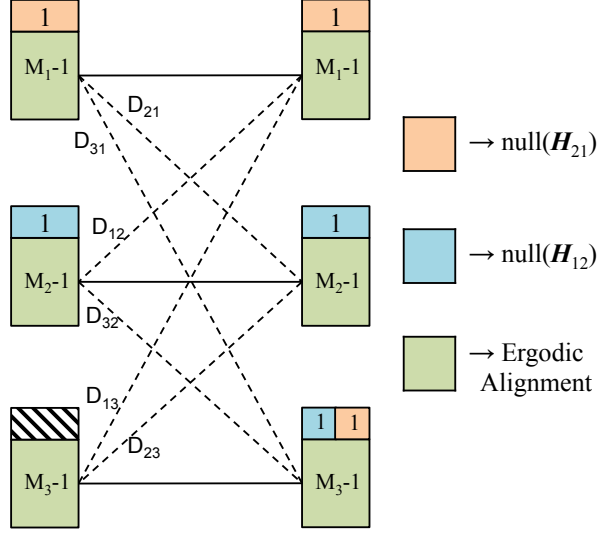 1
1
M₁-1
M₁-1
D₂₁
D₃₁
→ null(H₂₁)
1
1
D₁₂
M₂-1
M₂-1
→ null(H₁₂)
D₃₂
→ Ergodic
Alignment
D₁₃
1
1
D₂₃
M₃-1
M₃-1